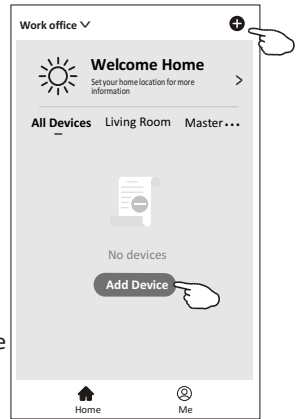 Work office
Welcome Home
Set your home location for more
information
All Devices Living Room Master...
No devices
Add Device
e
Home Me